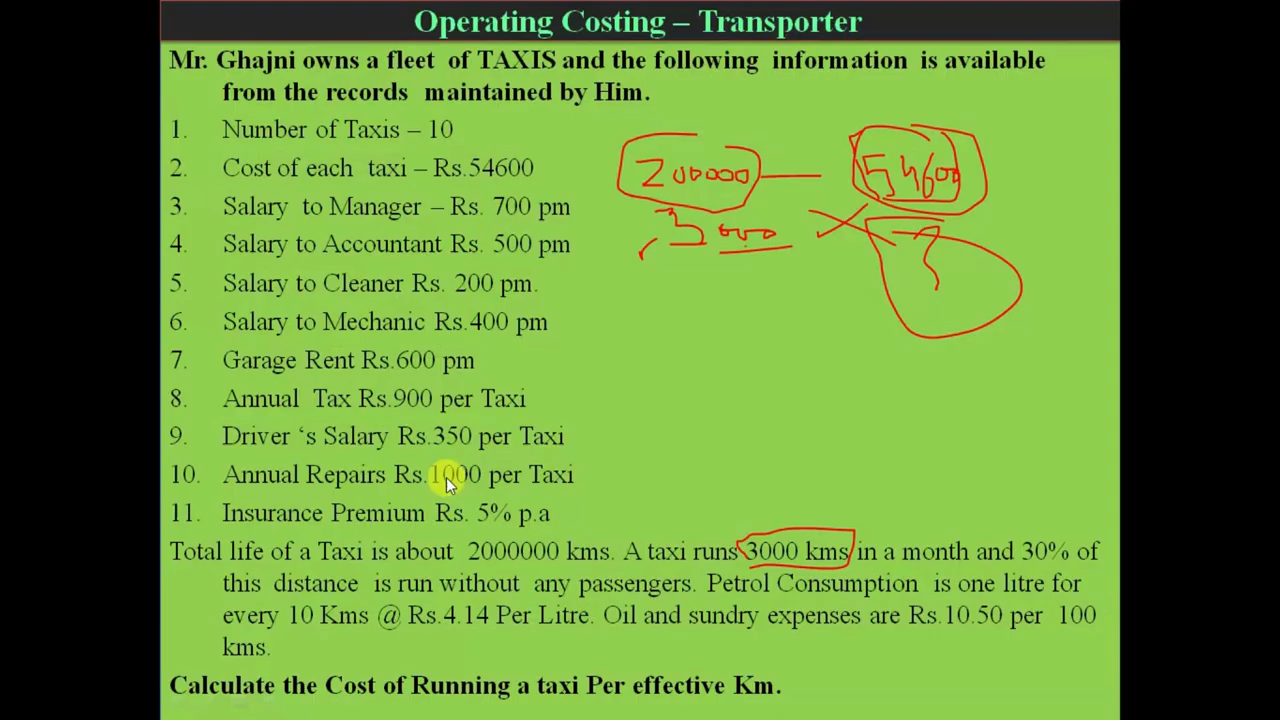 Operating Costing – Transporter
Mr. Ghajni owns a fleet of TAXIS and the following information is available
from the records maintained by Him.
1. Number of Taxis – 10
2. Cost of each taxi – Rs.54600
3. Salary to Manager – Rs. 700 pm
4. Salary to Accountant Rs. 500 pm
5. Salary to Cleaner Rs. 200 pm.
6. Salary to Mechanic Rs.400 pm
7. Garage Rent Rs.600 pm
8. Annual Tax Rs.900 per Taxi
9. Driver ‘s Salary Rs.350 per Taxi
10. Annual Repairs Rs.1000 per Taxi
11. Insurance Premium Rs. 5% p.a
200000 — 54600
3000 ?
Total life of a Taxi is about 2000000 kms. A taxi runs 3000 kms in a month and 30% of
this distance is run without any passengers. Petrol Consumption is one litre for
every 10 Kms @ Rs.4.14 Per Litre. Oil and sundry expenses are Rs.10.50 per 100
kms.
Calculate the Cost of Running a taxi Per effective Km.